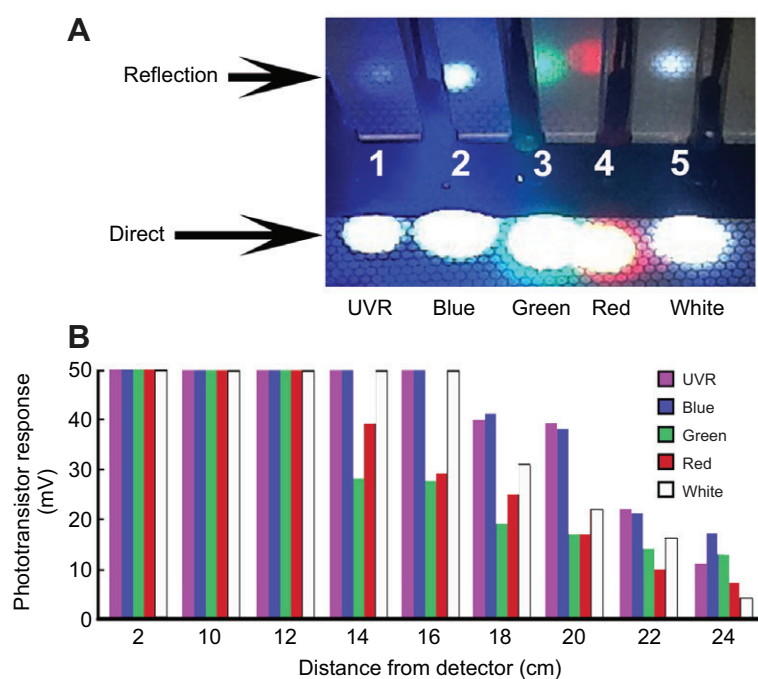 A
Reflection
1 2 3 4 5
Direct
UVR Blue Green Red White
B
Phototransistor response
(mV)
50
40
30
20
10
0
UVR
Blue
Green
Red
White
2 10 12 14 16 18 20 22 24
Distance from detector (cm)